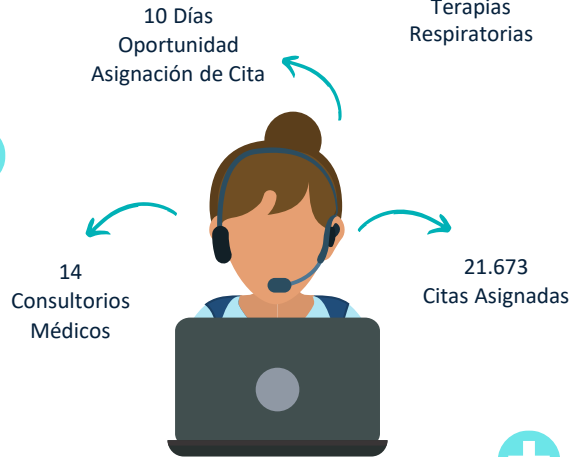 10 Días
Oportunidad
Asignación de Cita
Terapias
Respiratorias
14
Consultorios
Médicos
21.673
Citas Asignadas